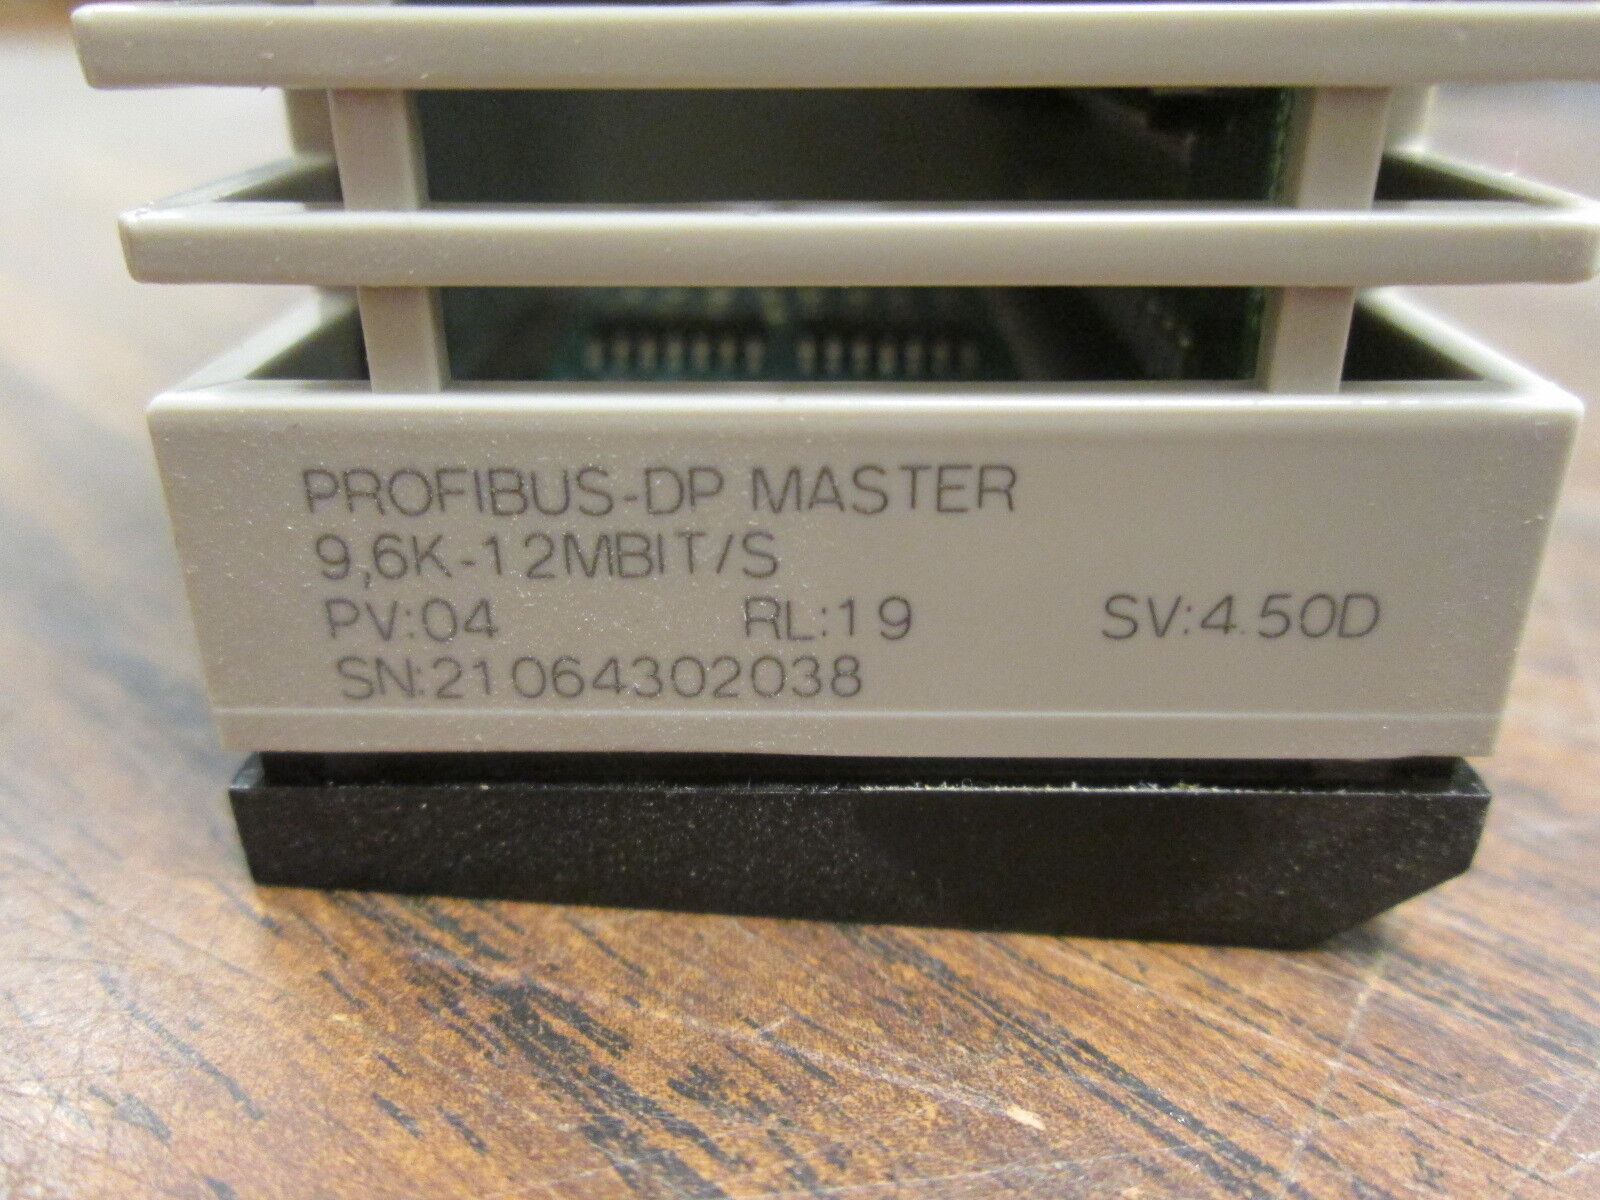 PROFIBUS-DP MASTER
9,6K-12MBIT/S
PV:04 RL:19 SV:4.50D
SN:21064302038